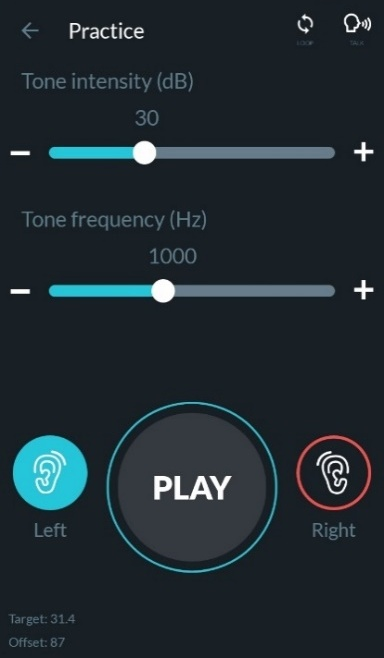 Practice
LOOP
TALK
Tone intensity (dB)
30
Tone frequency (Hz)
1000
PLAY
Left
Right
Target: 31.4
Offset: 87